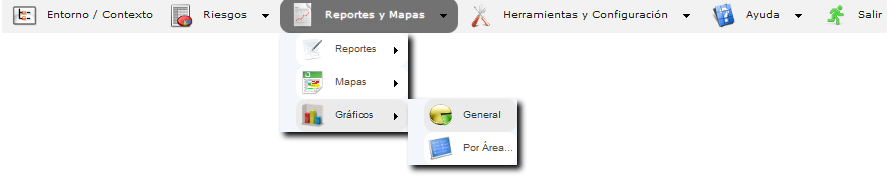 Entorno / Contexto Riesgos Reportes y Mapas Herramientas y Configuración Ayuda Salir
Reportes
Mapas
Gráficos
General
Por Área...